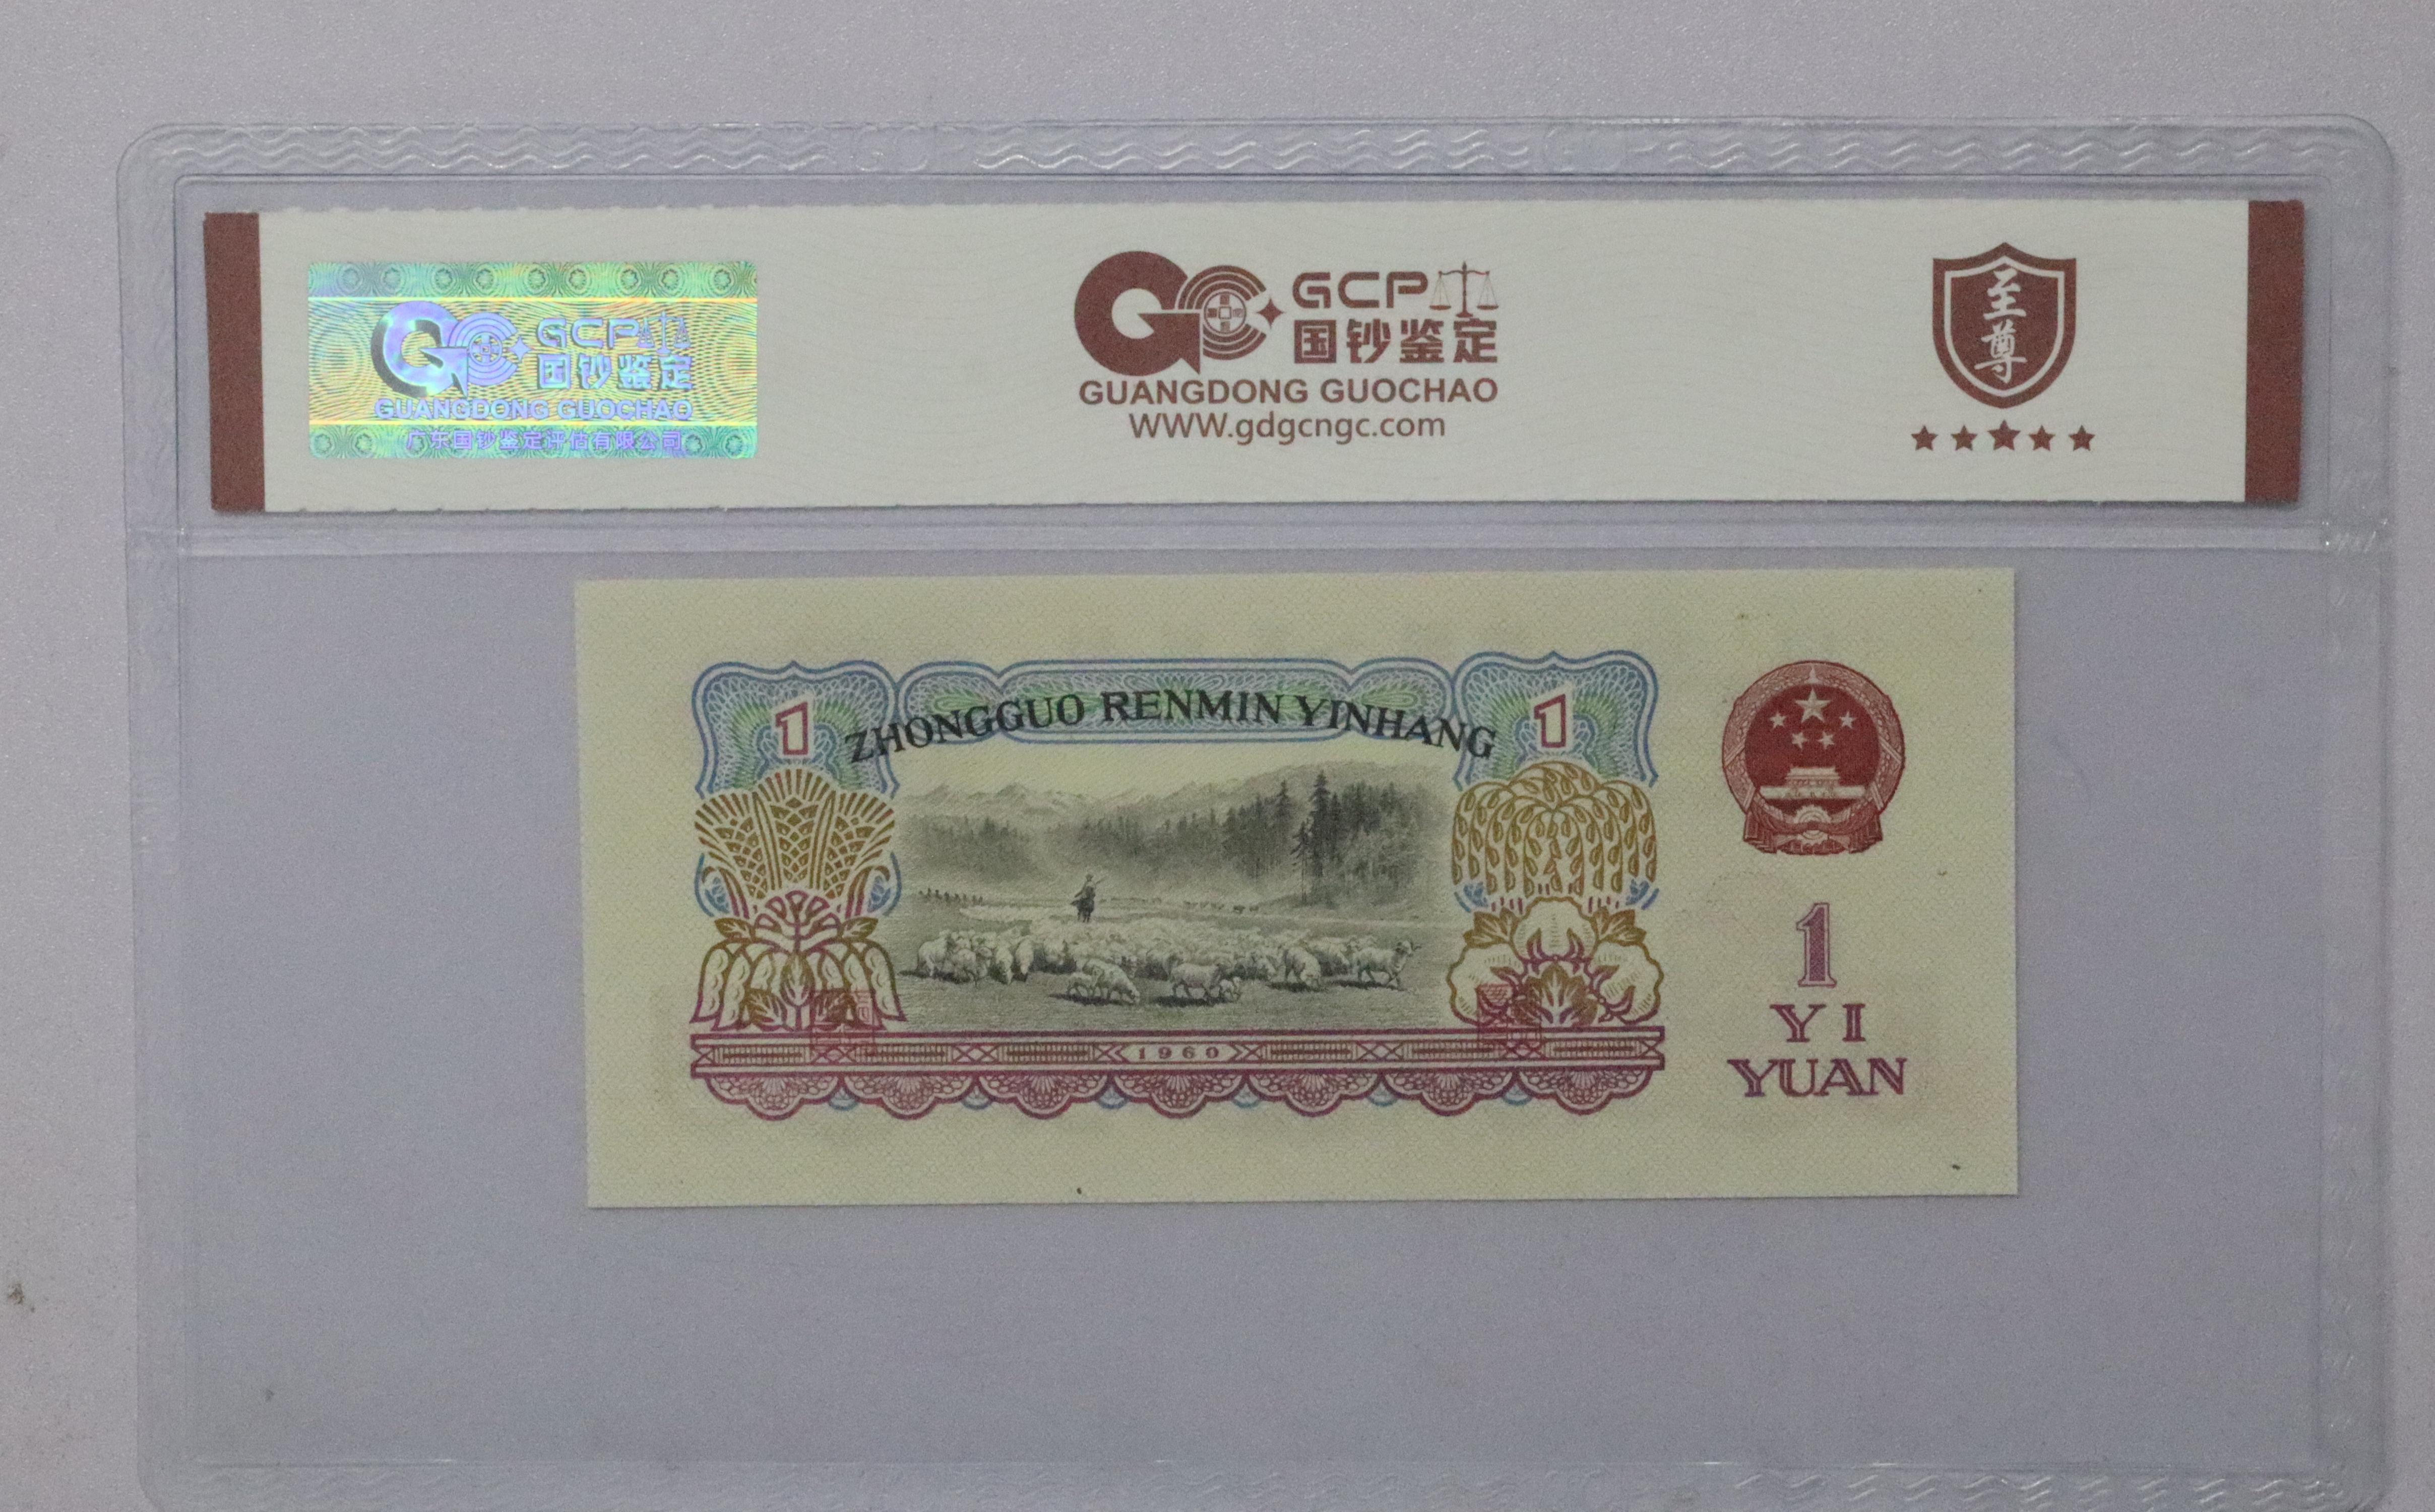 GCP
国钞鉴定
GUANGDONG GUOCHAO
广东国钞鉴定评估有限公司
GCP
国钞鉴定
GUANGDONG GUOCHAO
WWW.gdgcngc.com
至
尊
1 ZHONGGUO RENMIN YINHANG 1
1960
1
YI
YUAN